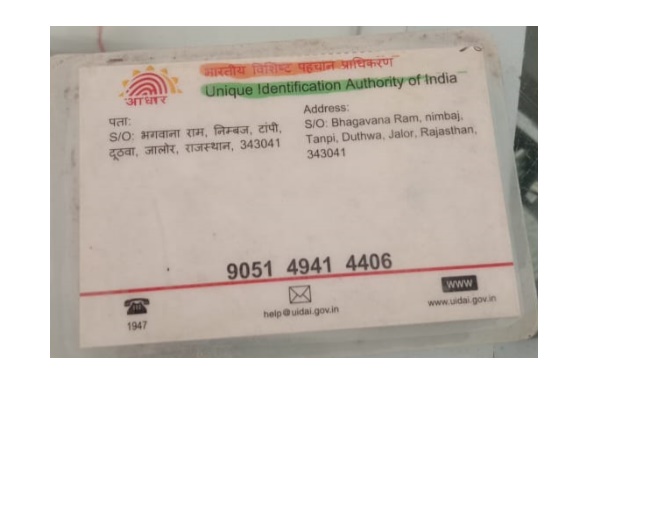 भारतीय विशिष्ट पहचान प्राधिकरण
Unique Identification Authority of India
आधार
पता:
S/O: भगवाना राम, निम्बज, टांपी,
दूठवा, जालोर, राजस्थान, 343041
Address:
S/O: Bhagavana Ram, nimbaj,
Tanpi, Duthwa, Jalor, Rajasthan,
343041
9051 4941 4406
1947
help@uidai.gov.in
www
www.uidai.gov.in